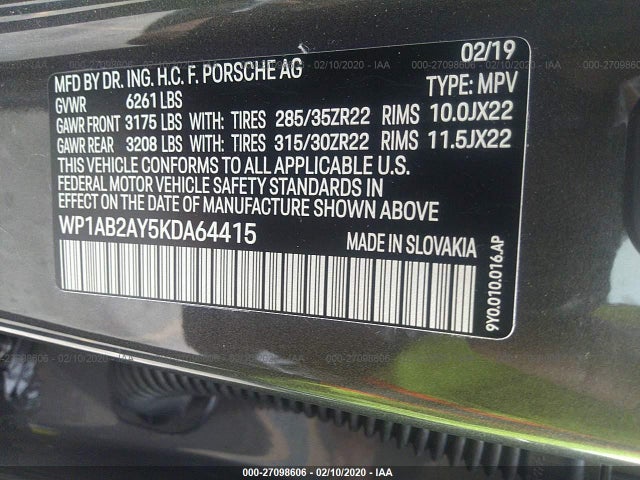 MFD BY DR. ING. H.C. F. PORSCHE AG 02/19
GVWR 6261 LBS TYPE: MPV
GAWR FRONT 3175 LBS WITH: TIRES 285/35ZR22 RIMS 10.0JX22
GAWR REAR 3208 LBS WITH: TIRES 315/30ZR22 RIMS 11.5JX22
THIS VEHICLE CONFORMS TO ALL APPLICABLE U.S.
FEDERAL MOTOR VEHICLE SAFETY STANDARDS IN
EFFECT ON THE DATE OF MANUFACTURE SHOWN ABOVE
WP1AB2AY5KDA64415 MADE IN SLOVAKIA
9Y0.010.016.AP
000-27098606 - 02/10/2020 - IAA